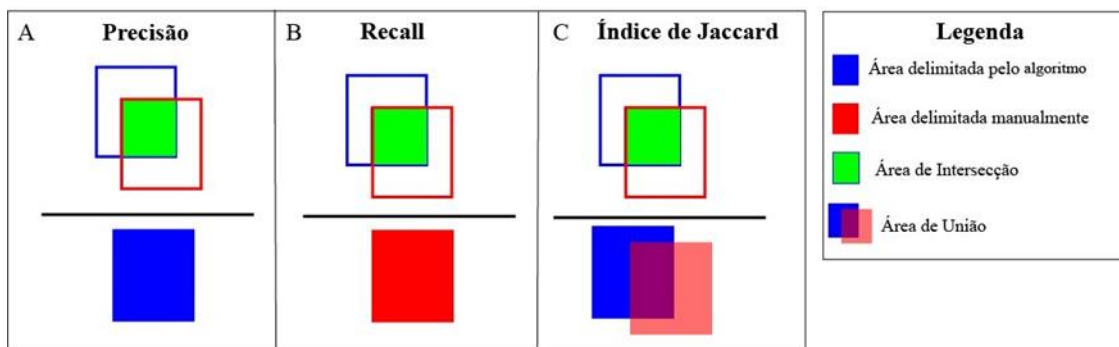 A Precisão
B Recall
C Índice de Jaccard
Legenda
Área delimitada pelo algoritmo
Área delimitada manualmente
Área de Intersecção
Área de União